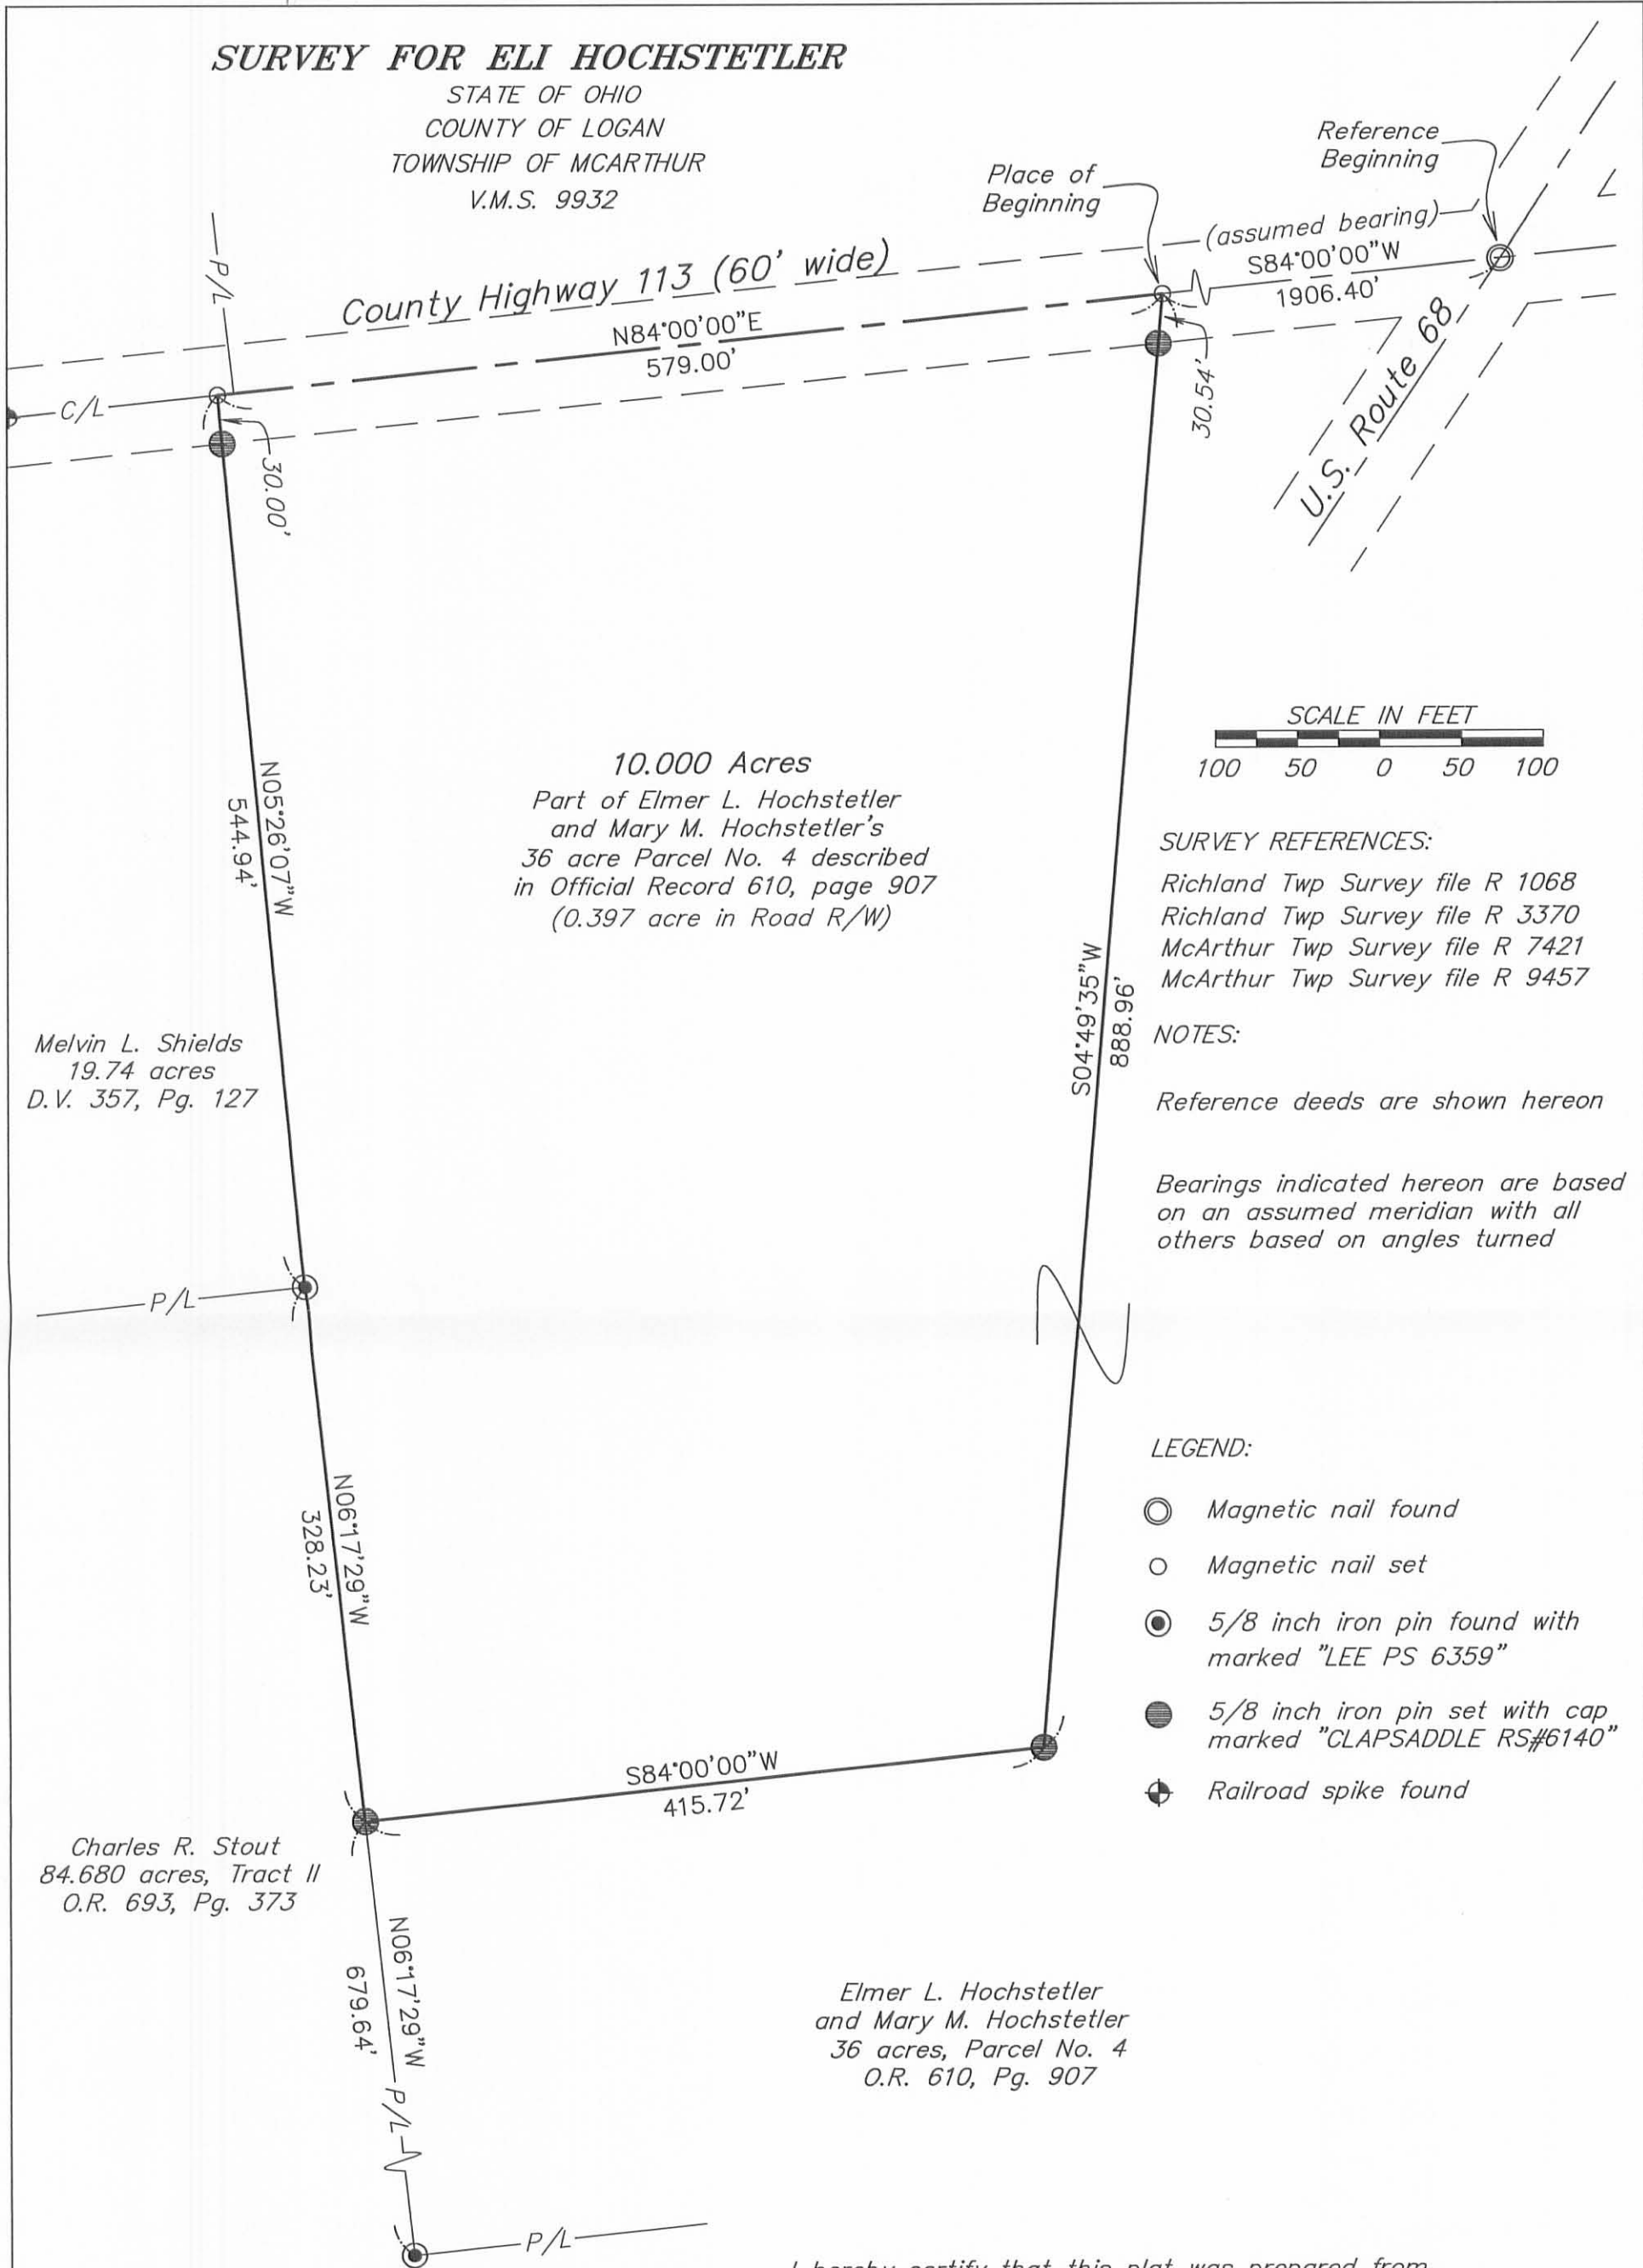 SURVEY FOR ELI HOCHSTETLER
STATE OF OHIO
COUNTY OF LOGAN
TOWNSHIP OF MCARTHUR
V.M.S. 9932
Reference
Beginning
Place of
Beginning
(assumed bearing)
S84°00'00"W
1906.40'
P/L
County Highway 113 (60' wide)
N84°00'00"E
579.00'
C/L
30.00'
30.54'
U.S. Route 68
SCALE IN FEET
100 50 0 50 100
N05°26'07"W
544.94'
10.000 Acres
Part of Elmer L. Hochstetler
and Mary M. Hochstetler's
36 acre Parcel No. 4 described
in Official Record 610, page 907
(0.397 acre in Road R/W)
SURVEY REFERENCES:
Richland Twp Survey file R 1068
Richland Twp Survey file R 3370
McArthur Twp Survey file R 7421
McArthur Twp Survey file R 9457
S04°49'35"W
888.96'
NOTES:
Reference deeds are shown hereon
Bearings indicated hereon are based
on an assumed meridian with all
others based on angles turned
Melvin L. Shields
19.74 acres
D.V. 357, Pg. 127
P/L
N06°17'29"W
328.23'
LEGEND:
Magnetic nail found
Magnetic nail set
5/8 inch iron pin found with
marked "LEE PS 6359"
5/8 inch iron pin set with cap
marked "CLAPSADDLE RS#6140"
Railroad spike found
S84°00'00"W
415.72'
Charles R. Stout
84.680 acres, Tract II
O.R. 693, Pg. 373
N06°17'29"W
679.64'
P/L
Elmer L. Hochstetler
and Mary M. Hochstetler
36 acres, Parcel No. 4
O.R. 610, Pg. 907
P/L
I hereby certify that this plat was prepared from